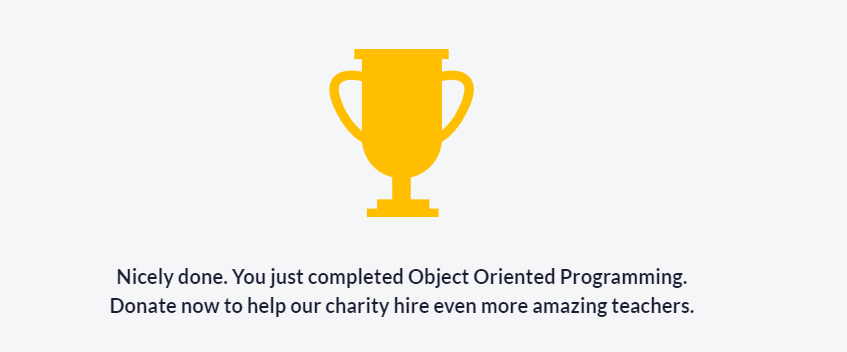 Nicely done. You just completed Object Oriented Programming.
Donate now to help our charity hire even more amazing teachers.